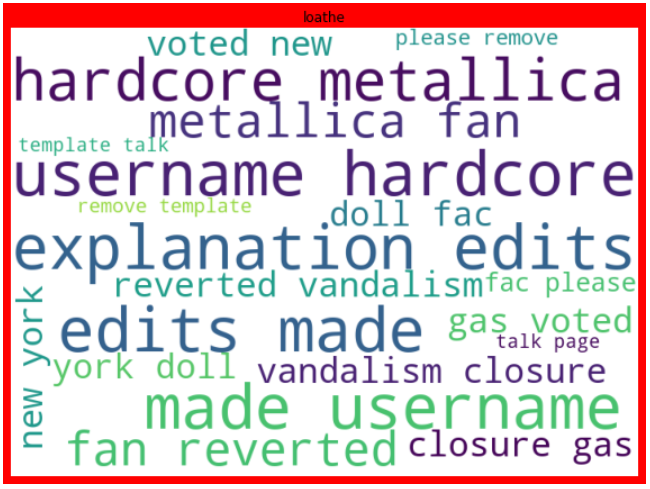 loathe
voted new
please remove
hardcore metallica
metallica fan
template talk
username hardcore
remove template
doll fac
explanation edits
reverted vandalism
fac please
new york
edits made
gas voted
talk page
york doll
vandalism closure
made username
fan reverted
closure gas